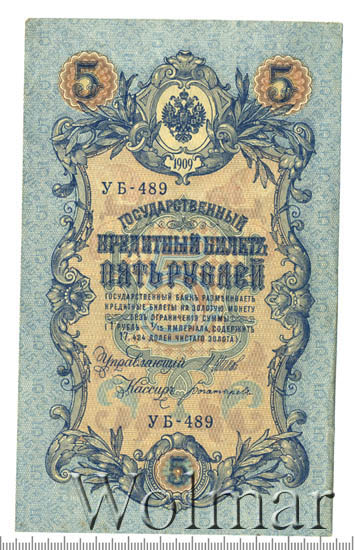 5 5
1909
УБ-489
ГОСУДАРСТВЕННЫЙ
КРЕДИТНЫЙ БИЛЕТЪ
ПЯТЬ РУБЛЕЙ
ГОСУДАРСТВЕННЫЙ БАНКЪ РАЗМѢНИВАЕТЪ
КРЕДИТНЫЕ БИЛЕТЫ НА ЗОЛОТУЮ МОНЕТУ
БЕЗЪ ОГРАНИЧЕНІЯ СУММЫ
(1 РУБЛЬ = 1/15 ИМПЕРІАЛА, СОДЕРЖИТЪ
17,424 ДОЛЕЙ ЧИСТАГО ЗОЛОТА)
Управляющій
Кассиръ
УБ-489
5
Wolmar